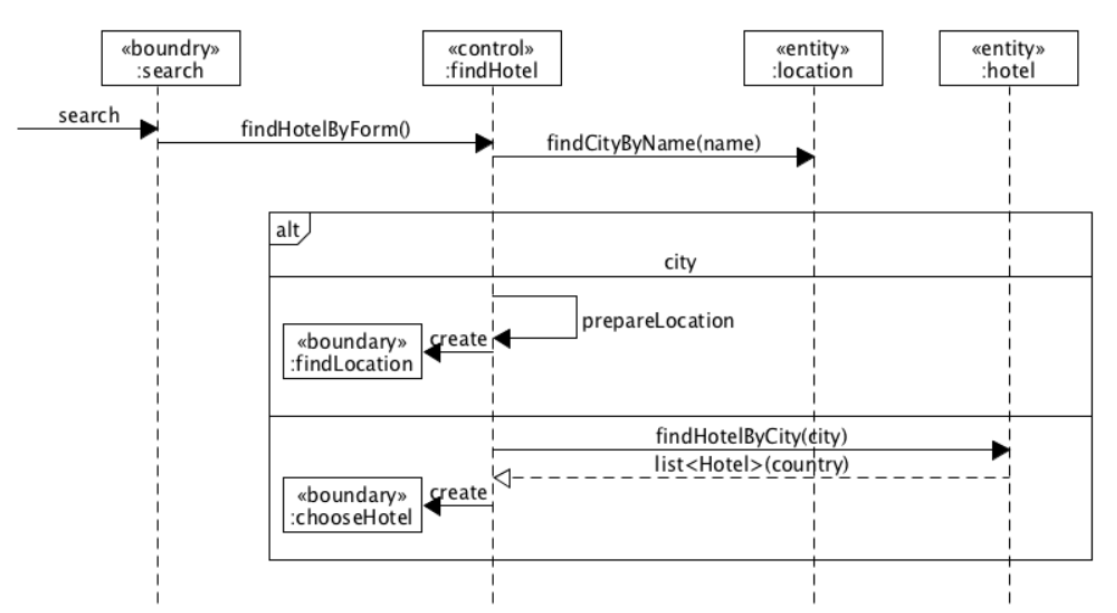 «boundry»
:search
«control»
:findHotel
«entity»
:location
«entity»
:hotel
search
findHotelByForm()
findCityByName(name)
alt
city
prepareLocation
create
«boundary»
:findLocation
findHotelByCity(city)
list<Hotel>(country)
create
«boundary»
:chooseHotel